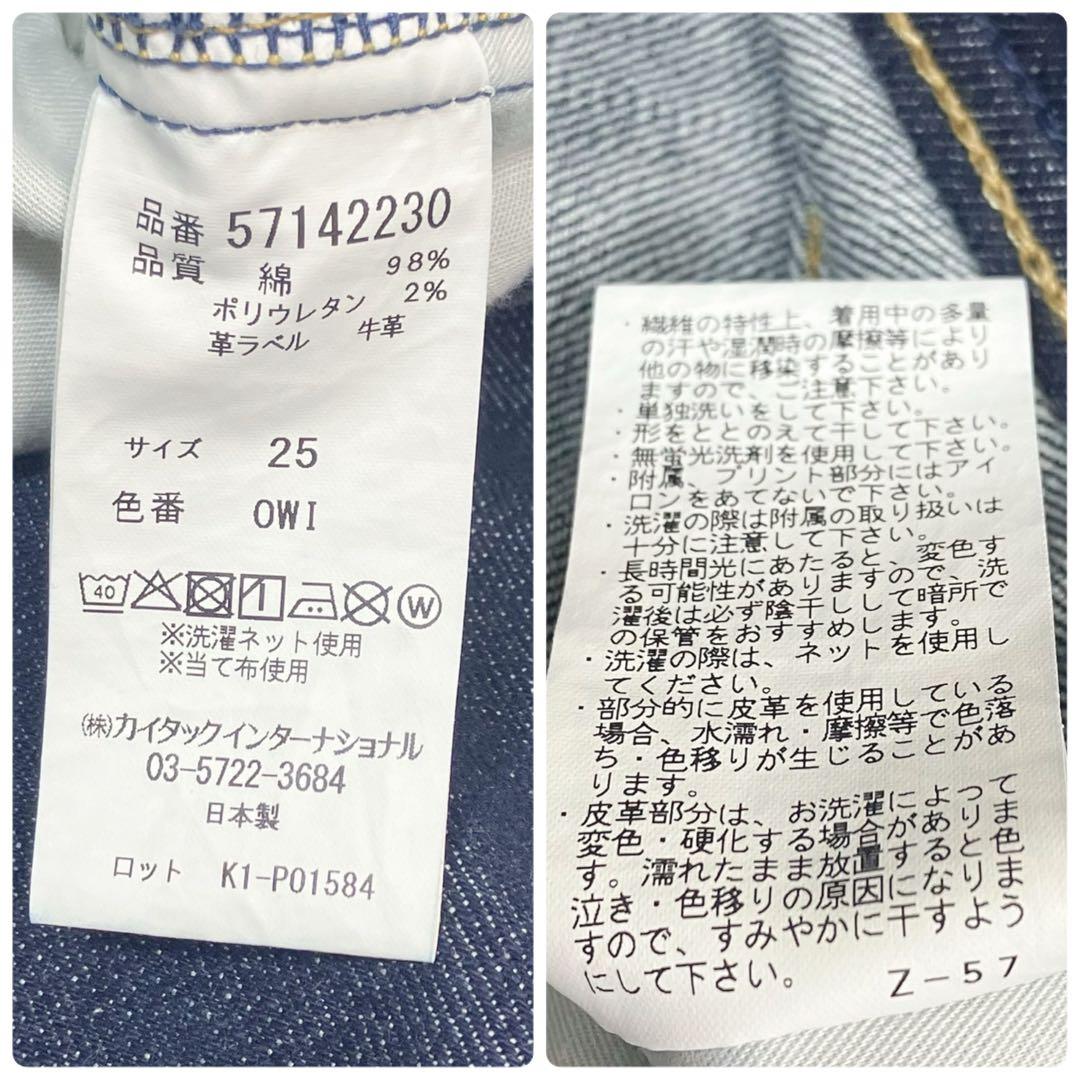 品番 57142230
品質 綿 98%
ポリウレタン 2%
革ラベル 牛革
サイズ 25
色番 OWI
40 W
※洗濯ネット使用
※当て布使用
㈱カイタックインターナショナル
03-5722-3684
日本製
ロット K1-P01584
・繊維の特性上、着用中の多量
の汗や湿潤時の摩擦等により
他の物に移染することがあり
ますので、ご注意下さい。
・単独洗いをして下さい。
・形をととのえて干して下さい。
・無蛍光洗剤を使用して下さい。
・附属、プリント部分にはアイ
ロンをあてないで下さい。
・洗濯の際は附属の取り扱いは
十分に注意して下さい。
・長時間光にあたると、変色す
る可能性がありますので、洗
濯後は必ず陰干しして暗所で
の保管をおすすめします。
・洗濯の際は、ネットを使用し
てください。
・部分的に皮革を使用している
場合、水濡れ・摩擦等で色落
ち・色移りが生じることがあ
ります。
・皮革部分は、お洗濯によって
変色・硬化する場合がありま
す。濡れたまま放置すると色
泣き・色移りの原因になりま
すので、すみやかに干すよう
にして下さい。
Z-57